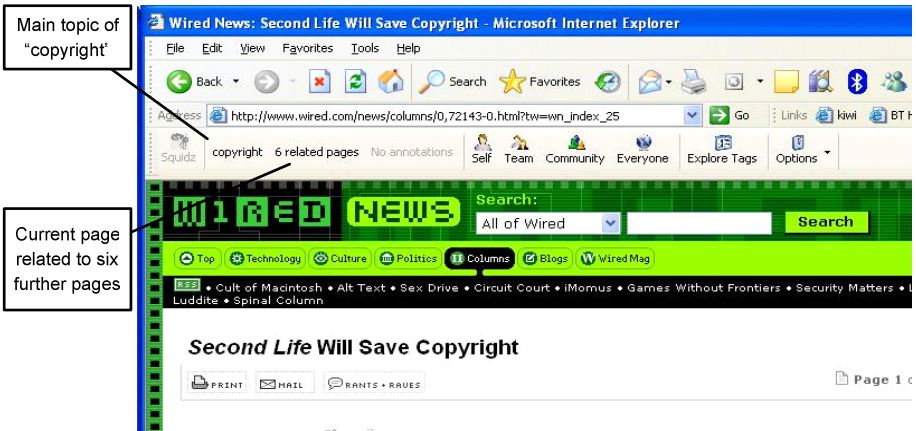 Main topic of
“copyright’
Current page
related to six
further pages
Wired News: Second Life Will Save Copyright - Microsoft Internet Explorer
File Edit View Favorites Tools Help
Back Search Favorites
Address http://www.wired.com/news/columns/0,72143-0.html?tw=wn_index_25 Go Links kiwi BT H
Squidz copyright 6 related pages No annotations Self Team Community Everyone Explore Tags Options
WIRED NEWS
Search:
All of Wired Search
Top Technology Culture Politics Columns Blogs Wired Mag
RSS • Cult of Macintosh • Alt Text • Sex Drive • Circuit Court • iMomus • Games Without Frontiers • Security Matters • L
Luddite • Spinal Column
Second Life Will Save Copyright
PRINT MAIL RANTS + RAVES Page 1 o